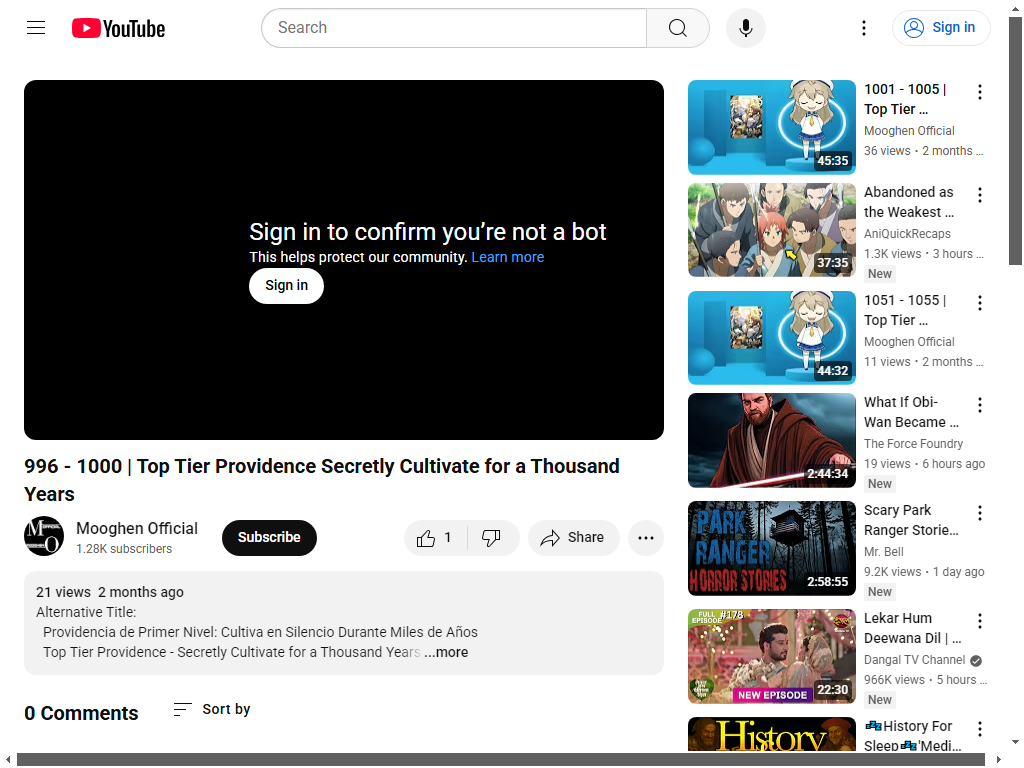 YouTube
Search
Sign in
Sign in to confirm you're not a bot
This helps protect our community. Learn more
Sign in
996 - 1000 | Top Tier Providence Secretly Cultivate for a Thousand
Years
Mooghen Official
1.28K subscribers
Subscribe
1
Share
21 views 2 months ago
Alternative Title:
Providencia de Primer Nivel: Cultiva en Silencio Durante Miles de Años
Top Tier Providence - Secretly Cultivate for a Thousand Years ...more
0 Comments
Sort by
45:35
1001 - 1005 |
Top Tier ...
Mooghen Official
36 views • 2 months ...
37:35
Abandoned as
the Weakest ...
AniQuickRecaps
1.3K views • 3 hours ...
New
44:32
1051 - 1055 |
Top Tier ...
Mooghen Official
11 views • 2 months ...
2:44:34
What If Obi-
Wan Became ...
The Force Foundry
19 views • 6 hours ago
New
PARK
RANGER
HORROR STORIES
2:58:55
Scary Park
Ranger Storie...
Mr. Bell
9.2K views • 1 day ago
New
FULL
EPISODE #178
NEW EPISODE
22:30
Lekar Hum
Deewana Dil | ...
Dangal TV Channel
966K views • 5 hours ...
New
History
💤History For
Sleep💤'Medi...